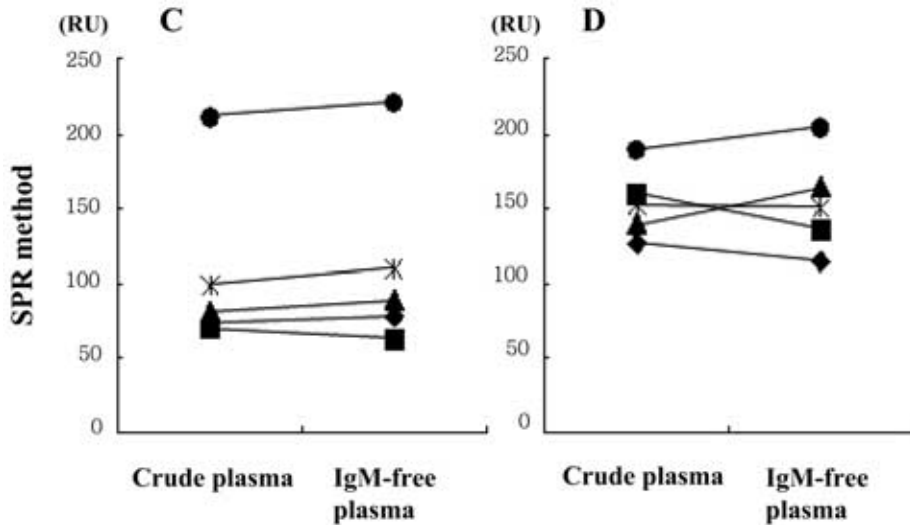 (RU)
C
250
200
150
100
50
0
SPR method
Crude plasma
IgM-free
plasma
(RU)
D
250
200
150
100
50
0
Crude plasma
IgM-free
plasma